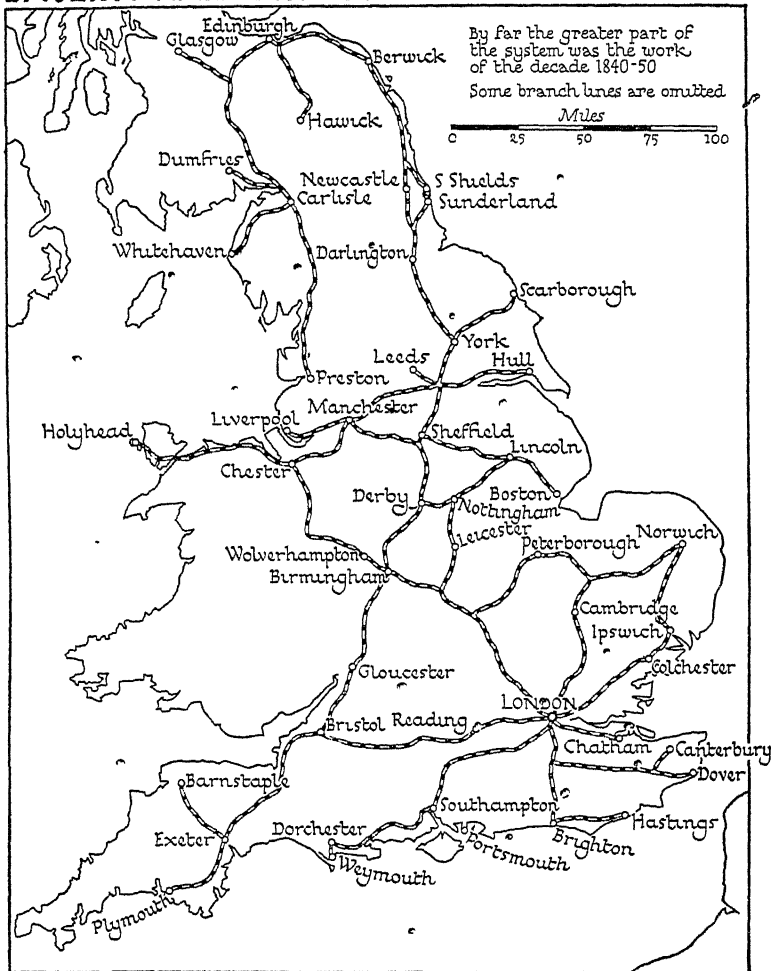 Edinburgh
Glasgow
Berwick
By far the greater part of
the system was the work
of the decade 1840-50
Some branch lines are omitted
Miles
0 25 50 75 100
Hawick
Dumfries
Newcastle
S Shields
Carlisle
Sunderland
Whitehaven
Darlington
Scarborough
York
Leeds
Hull
Preston
Manchester
Liverpool
Holyhead
Sheffield
Lincoln
Chester
Derby
Boston
Nottingham
Leicester
Peterborough
Norwich
Wolverhampton
Birmingham
Cambridge
Ipswich
Gloucester
Colchester
LONDON
Bristol
Reading
Chatham
Canterbury
Dover
Barnstaple
Southampton
Hastings
Exeter
Dorchester
Portsmouth
Brighton
Weymouth
Plymouth